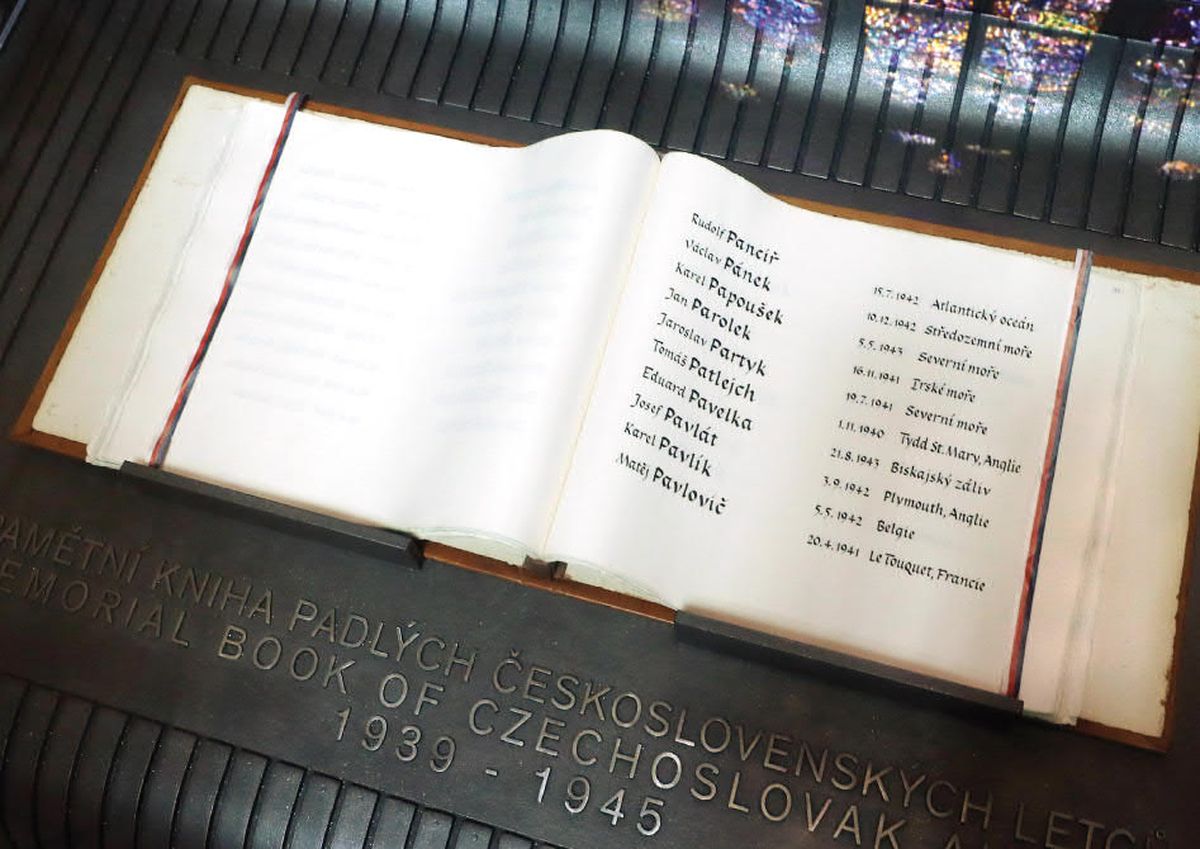 Rudolf Pancíř 15.7.1942 Atlantický oceán
Václav Pánek 10.12.1942 Středozemní moře
Karel Papoušek 5.5.1943 Severní moře
Jan Parolek 16.11.1941 Irské moře
Jaroslav Partyk 19.7.1941 Severní moře
Tomáš Patlejch 1.11.1940 Tydd St. Mary, Anglie
Eduard Pavelka 21.8.1943 Biskajský záliv
Josef Pavlát 3.9.1942 Plymouth, Anglie
Karel Pavlík 5.5.1942 Belgie
Matěj Pavlovič 20.4.1941 Le Touquet, Francie
PAMĚTNÍ KNIHA PADLÝCH ČESKOSLOVENSKÝCH LETCŮ
MEMORIAL BOOK OF CZECHOSLOVAK
1939 - 1945